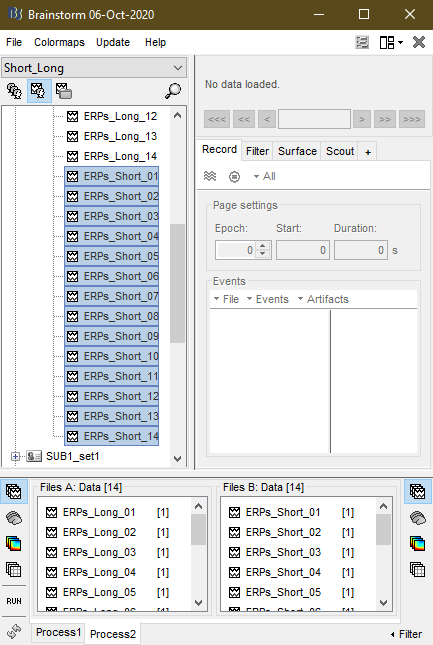 Brainstorm 06-Oct-2020
File Colormaps Update Help
Short_Long
ERPs_Long_12
ERPs_Long_13
ERPs_Long_14
ERPs_Short_01
ERPs_Short_02
ERPs_Short_03
ERPs_Short_04
ERPs_Short_05
ERPs_Short_06
ERPs_Short_07
ERPs_Short_08
ERPs_Short_09
ERPs_Short_10
ERPs_Short_11
ERPs_Short_12
ERPs_Short_13
ERPs_Short_14
SUB1_set1
No data loaded.
<<< << < > >> >>>
Record Filter Surface Scout +
All
Page settings
Epoch: Start: Duration:
0 0 0 s
Events
File Events Artifacts
Files A: Data [14]
ERPs_Long_01 [1]
ERPs_Long_02 [1]
ERPs_Long_03 [1]
ERPs_Long_04 [1]
ERPs_Long_05 [1]
ERPs_Long_06 [1]
Files B: Data [14]
ERPs_Short_01 [1]
ERPs_Short_02 [1]
ERPs_Short_03 [1]
ERPs_Short_04 [1]
ERPs_Short_05 [1]
ERPs_Short_06 [1]
RUN
Process1 Process2
Filter